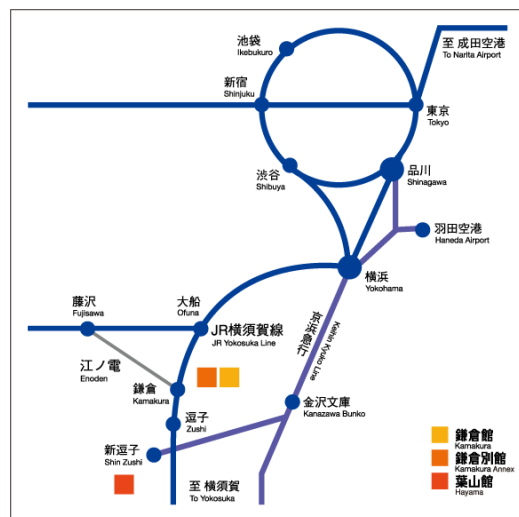 池袋
Ikebukuro
至 成田空港
To Narita Airport
新宿
Shinjuku
東京
Tokyo
渋谷
Shibuya
品川
Shinagawa
羽田空港
Haneda Airport
横浜
Yokohama
藤沢
Fujisawa
大船
Ofuna
JR横須賀線
JR Yokosuka Line
京浜急行
Keihin Kyuko Line
江ノ電
Enoden
鎌倉
Kamakura
金沢文庫
Kanazawa Bunko
逗子
Zushi
新逗子
Shin Zushi
至 横須賀
To Yokosuka
鎌倉館
Kamakura
鎌倉別館
Kamakura Annex
葉山館
Hayama